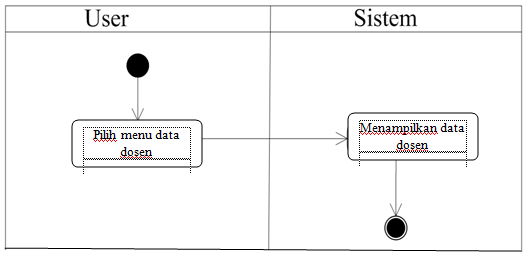 User
Sistem
Pilih menu data
dosen
Menampilkan data
dosen